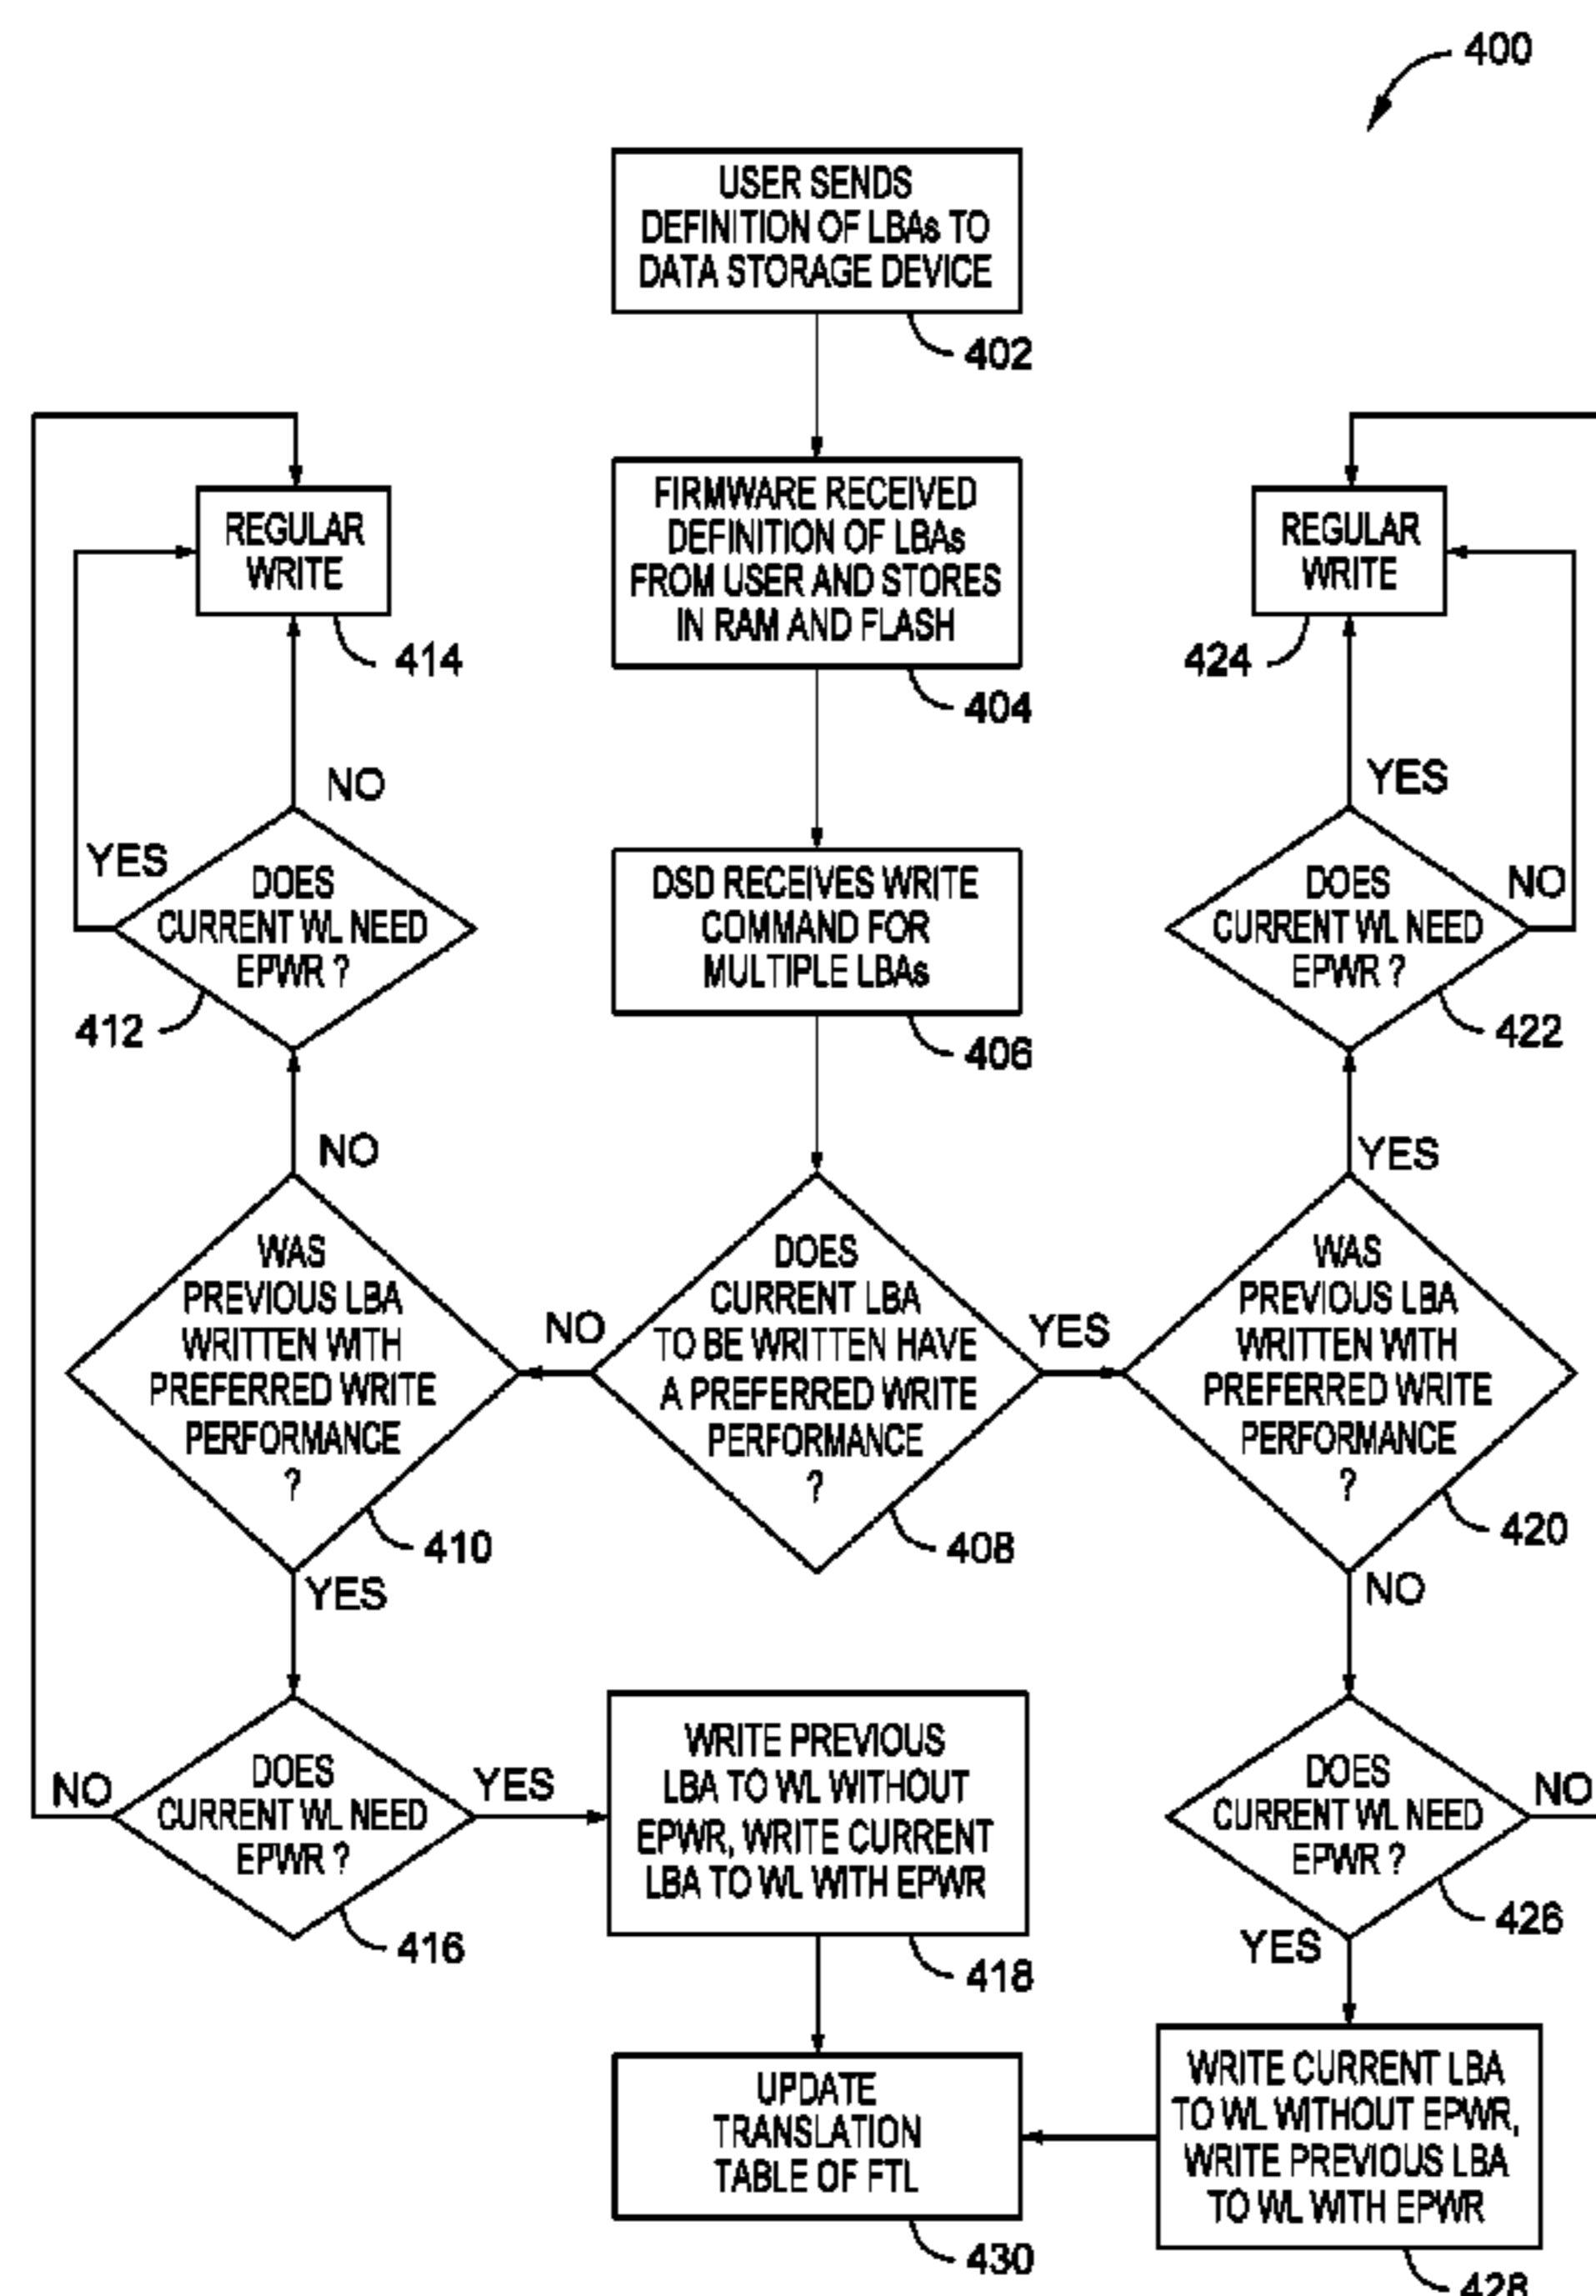 400
USER SENDS
DEFINITION OF LBAs TO
DATA STORAGE DEVICE
402
FIRMWARE RECEIVED
DEFINITION OF LBAs
FROM USER AND STORES
IN RAM AND FLASH
404
REGULAR
WRITE
414
REGULAR
WRITE
424
NO
YES
DOES
CURRENT WL NEED
EPWR ?
412
DSD RECEIVES WRITE
COMMAND FOR
MULTIPLE LBAs
406
YES
NO
DOES
CURRENT WL NEED
EPWR ?
422
NO
WAS
PREVIOUS LBA
WRITTEN WITH
PREFERRED WRITE
PERFORMANCE
?
410
YES
NO
DOES
CURRENT LBA
TO BE WRITTEN HAVE
A PREFERRED WRITE
PERFORMANCE
?
408
YES
YES
WAS
PREVIOUS LBA
WRITTEN WITH
PREFERRED WRITE
PERFORMANCE
?
420
NO
NO
DOES
CURRENT WL NEED
EPWR ?
416
YES
WRITE PREVIOUS
LBA TO WL WITHOUT
EPWR, WRITE CURRENT
LBA TO WL WITH EPWR
418
DOES
CURRENT WL NEED
EPWR ?
NO
426
YES
UPDATE
TRANSLATION
TABLE OF FTL
430
WRITE CURRENT LBA
TO WL WITHOUT EPWR,
WRITE PREVIOUS LBA
TO WL WITH EPWR
428